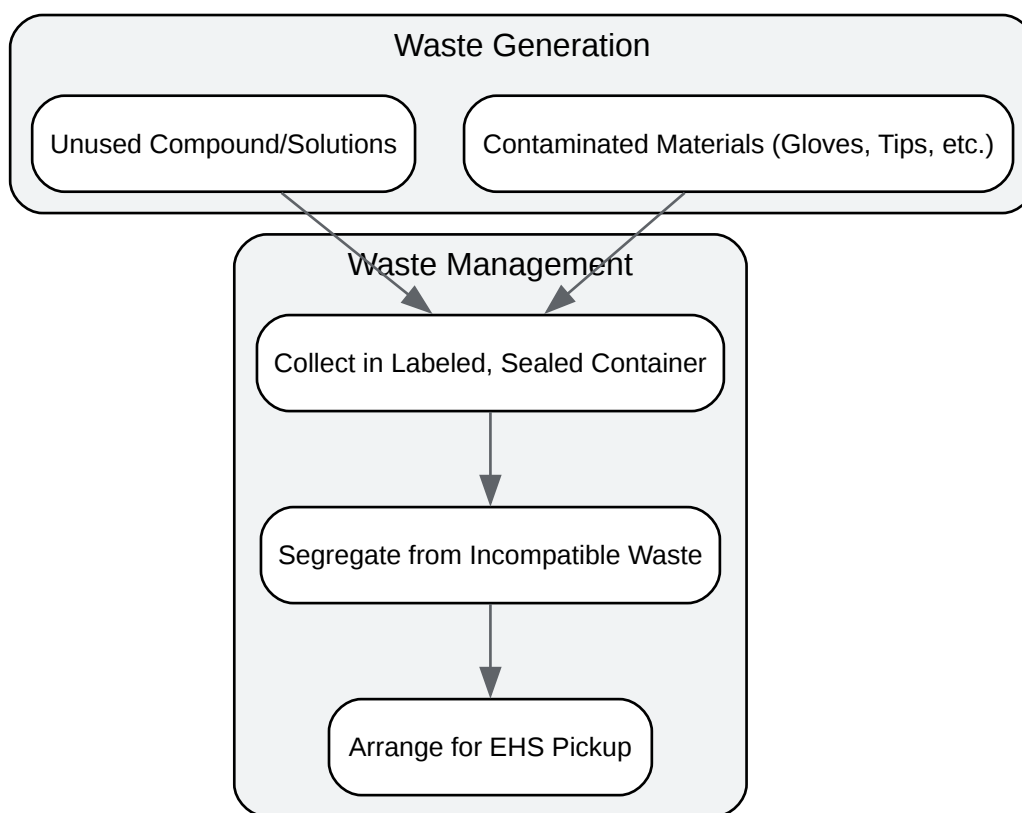 Waste Generation
Unused Compound/Solutions
Contaminated Materials (Gloves, Tips, etc.)
Waste Management
Collect in Labeled, Sealed Container
Segregate from Incompatible Waste
Arrange for EHS Pickup